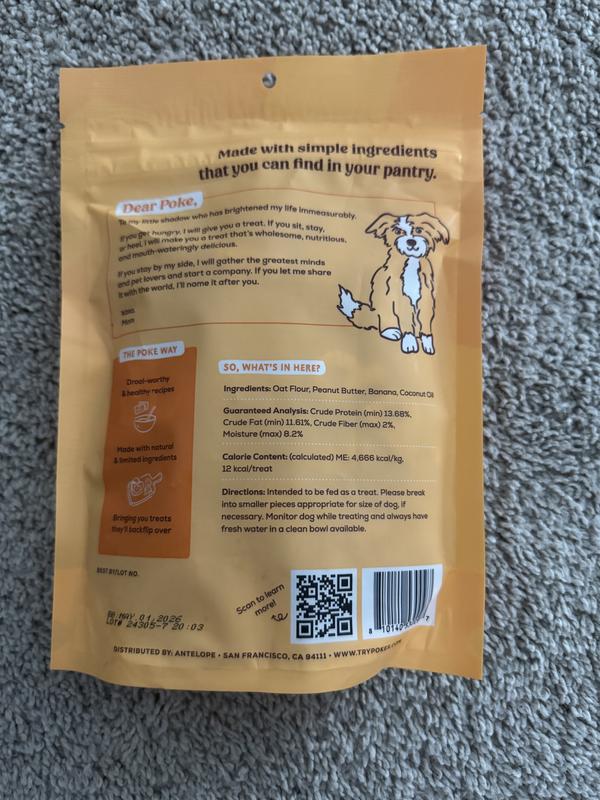 Made with simple ingredients
that you can find in your pantry.
Dear Poke,
To my little shadow who has brightened my life immeasurably.
If you get hungry, I will give you a treat. If you sit, stay,
or heel, I will make you a treat that's wholesome, nutritious,
and mouth-wateringly delicious.
If you stay by my side, I will gather the greatest minds
and pet lovers and start a company. If you let me share
it with the world, I'll name it after you.
xoxo,
Mom
THE POKE WAY
Drool-worthy
& healthy recipes
Made with natural
& limited ingredients
Bringing you treats
they'll backflip over
SO, WHAT'S IN HERE?
Ingredients: Oat Flour, Peanut Butter, Banana, Coconut Oil
Guaranteed Analysis: Crude Protein (min) 13.68%,
Crude Fat (min) 11.61%, Crude Fiber (max) 2%,
Moisture (max) 8.2%
Calorie Content: (calculated) ME: 4,666 kcal/kg,
12 kcal/treat
Directions: Intended to be fed as a treat. Please break
into smaller pieces appropriate for size of dog, if
necessary. Monitor dog while treating and always have
fresh water in a clean bowl available.
BEST BY/LOT NO.
BB:MAY.01.2026
LOT# 24305-7 20:03
Scan to learn
more!
DISTRIBUTED BY: ANTELOPE • SAN FRANCISCO, CA 94111 •